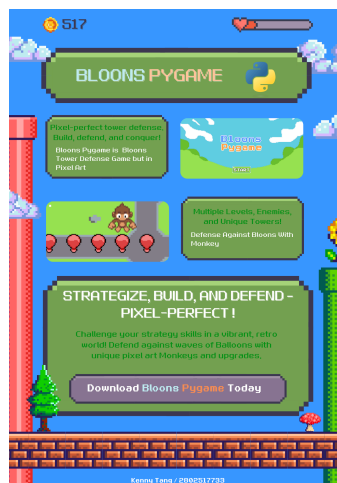 517
BLOONS PYGAME
Pixel-perfect tower defense.
Build, defend, and conquer!
Bloons Pygame is Bloons
Tower Defense Game but in
Pixel Art
Bloons
Pygame
Multiple Levels, Enemies,
and Unique Towers!
Defense Against Bloons With
Monkey
STRATEGIZE, BUILD, AND DEFEND -
PIXEL-PERFECT !
Challenge your strategy skills in a vibrant, retro
world! Defend against waves of Balloons with
unique pixel art Monkeys and upgrades.
Download Bloons Pygame Today
Kenny Tang / 2802517733